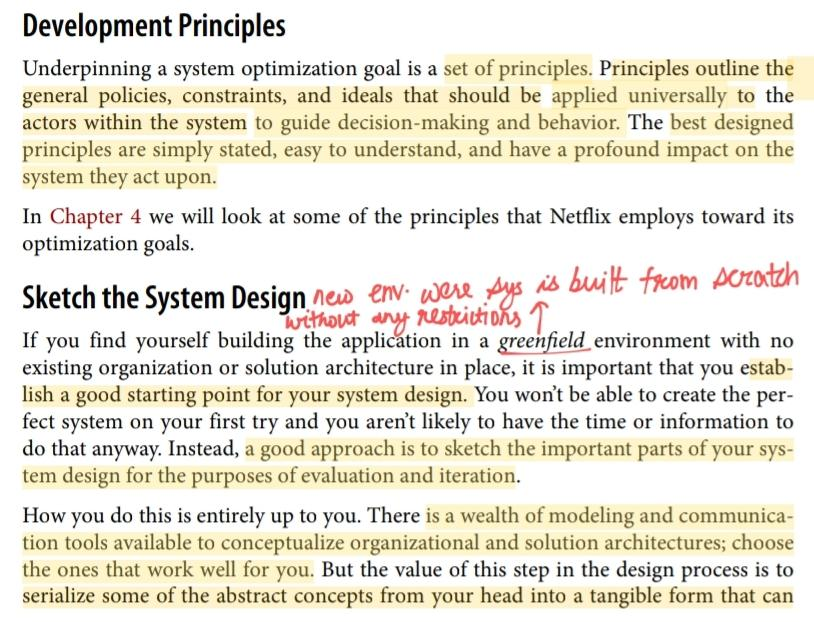 Development Principles
Underpinning a system optimization goal is a set of principles. Principles outline the
general policies, constraints, and ideals that should be applied universally to the
actors within the system to guide decision-making and behavior. The best designed
principles are simply stated, easy to understand, and have a profound impact on the
system they act upon.
In Chapter 4 we will look at some of the principles that Netflix employs toward its
optimization goals.
Sketch the System Design
new env. were sys is built from scratch
without any restrictions ↑
If you find yourself building the application in a greenfield environment with no
existing organization or solution architecture in place, it is important that you estab-
lish a good starting point for your system design. You won't be able to create the per-
fect system on your first try and you aren't likely to have the time or information to
do that anyway. Instead, a good approach is to sketch the important parts of your sys-
tem design for the purposes of evaluation and iteration.
How you do this is entirely up to you. There is a wealth of modeling and communica-
tion tools available to conceptualize organizational and solution architectures; choose
the ones that work well for you. But the value of this step in the design process is to
serialize some of the abstract concepts from your head into a tangible form that can